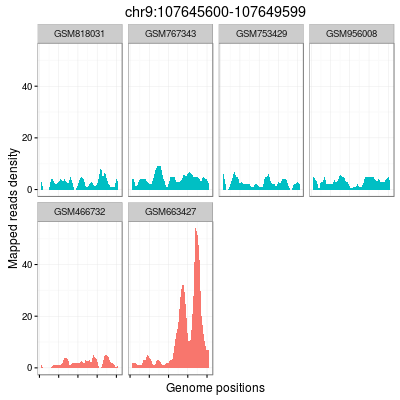 chr9:107645600-107649599
GSM818031 GSM767343 GSM753429 GSM956008
40
20
0
Mapped reads density
GSM466732 GSM663427
40
20
0
Genome positions